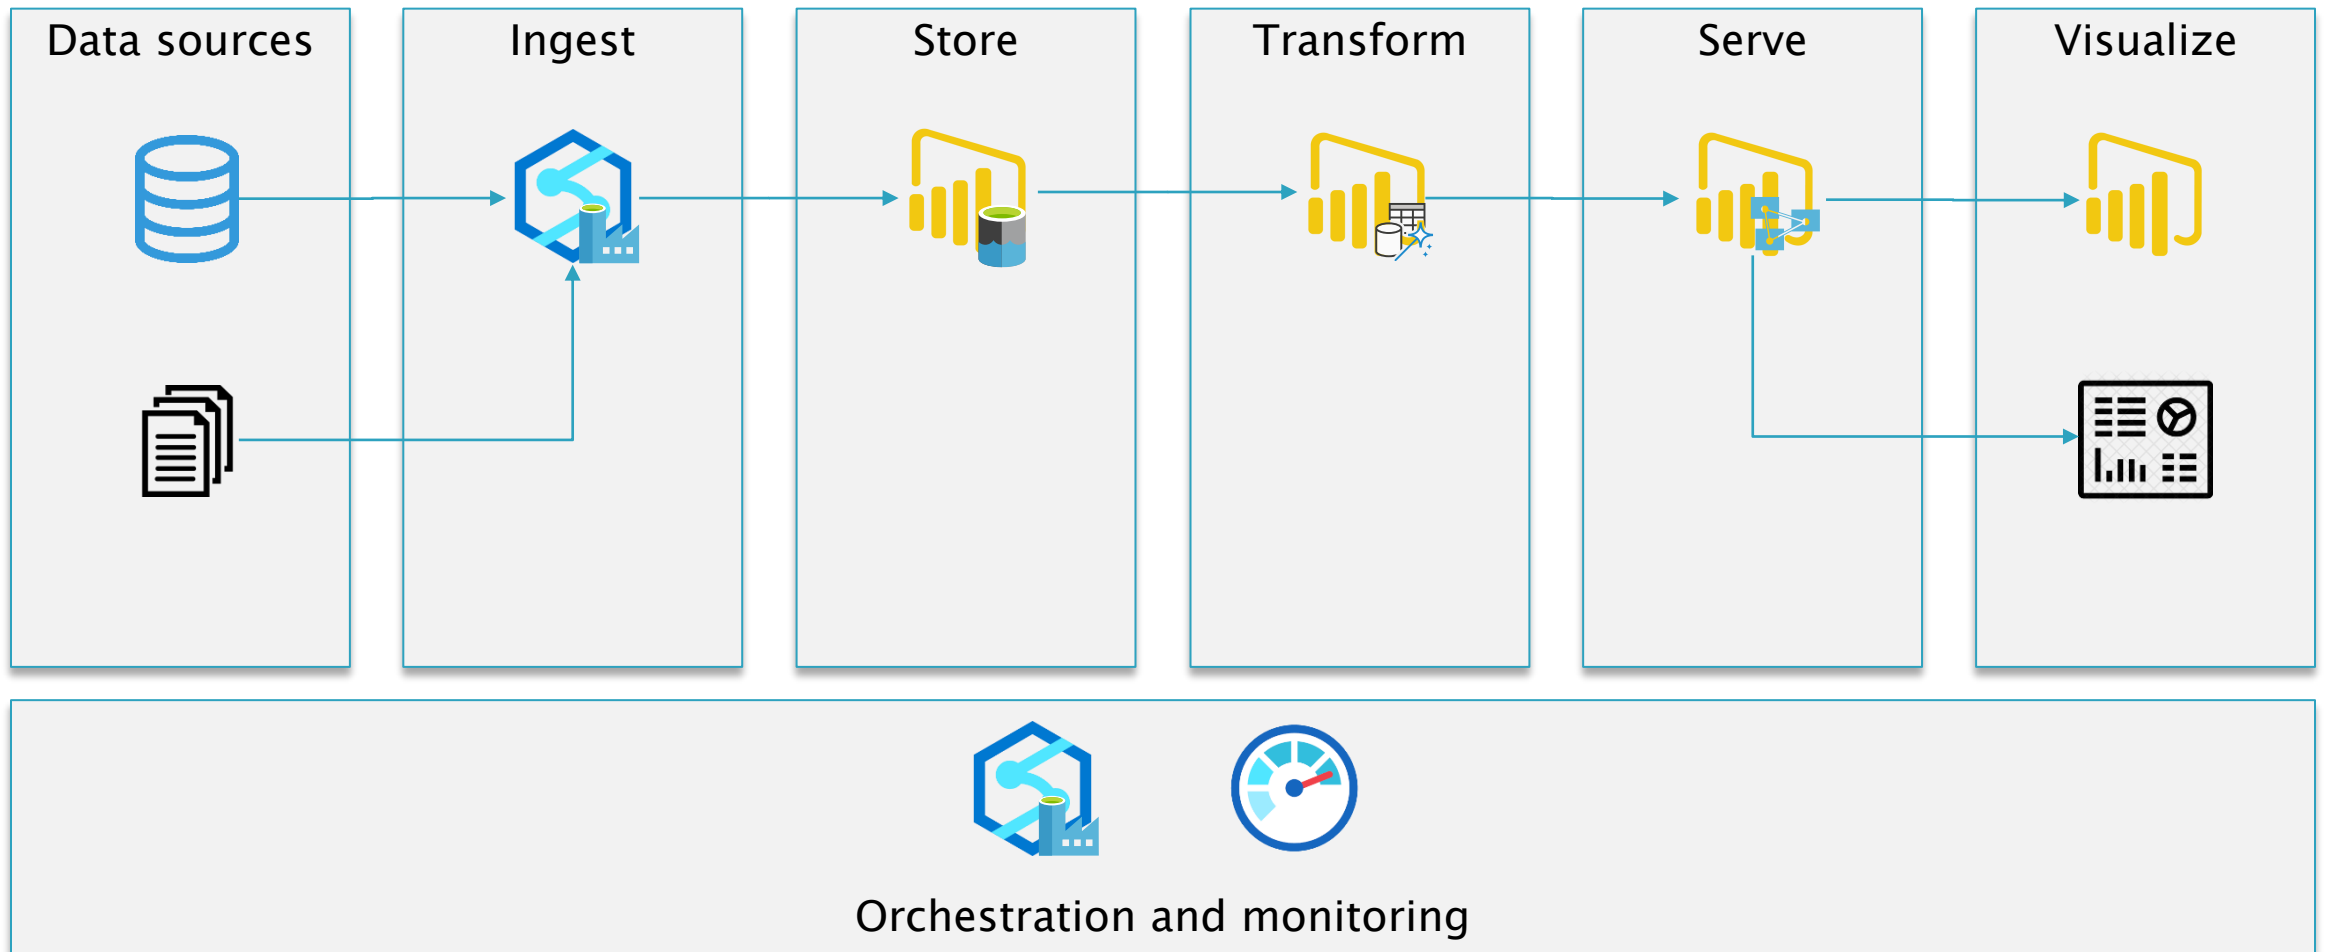 Data sources
Ingest
Store
Transform
Serve
Visualize
Orchestration and monitoring